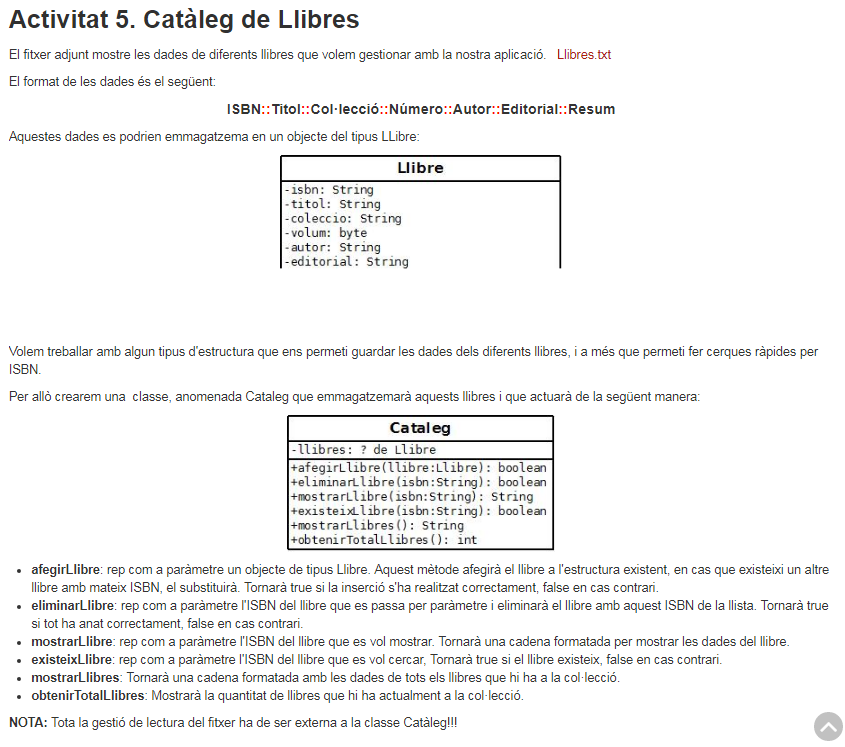 Activitat 5. Catàleg de Llibres
El fitxer adjunt mostre les dades de diferents llibres que volem gestionar amb la nostra aplicació. Llibres.txt
El format de les dades és el següent:
ISBN::Titol::Col·lecció::Número::Autor::Editorial::Resum
Aquestes dades es podrien emmagatzema en un objecte del tipus LLibre:
Llibre
-isbn: String
-titol: String
-coleccio: String
-volum: byte
-autor: String
-editorial: String
Volem treballar amb algun tipus d'estructura que ens permeti guardar les dades dels diferents llibres, i a més que permeti fer cerques ràpides per
ISBN.
Per allò crearem una classe, anomenada Cataleg que emmagatzemarà aquests llibres i que actuarà de la següent manera:
Cataleg
-llibres: ? de Llibre
+afegirLlibre(llibre:Llibre): boolean
+eliminarLlibre(isbn:String): boolean
+mostrarLlibre(isbn:String): String
+existeixLlibre(isbn:String): boolean
+mostrarLlibres(): String
+obtenirTotalLlibres(): int
• afegirLlibre: rep com a paràmetre un objecte de tipus Llibre. Aquest mètode afegirà el llibre a l'estructura existent, en cas que existeixi un altre
llibre amb mateix ISBN, el substituirà. Tornarà true si la inserció s'ha realitzat correctament, false en cas contrari.
• eliminarLlibre: rep com a paràmetre l'ISBN del llibre que es passa per paràmetre i eliminarà el llibre amb aquest ISBN de la llista. Tornarà true
si tot ha anat correctament, false en cas contrari.
• mostrarLlibre: rep com a paràmetre l'ISBN del llibre que es vol mostrar. Tornarà una cadena formatada per mostrar les dades del llibre.
• existeixLlibre: rep com a paràmetre l'ISBN del llibre que es vol cercar, Tornarà true si el llibre existeix, false en cas contrari.
• mostrarLlibres: Tornarà una cadena formatada amb les dades de tots els llibres que hi ha a la col·lecció.
• obtenirTotalLlibres: Mostrarà la quantitat de llibres que hi ha actualment a la col·lecció.
NOTA: Tota la gestió de lectura del fitxer ha de ser externa a la classe Catàleg!!!